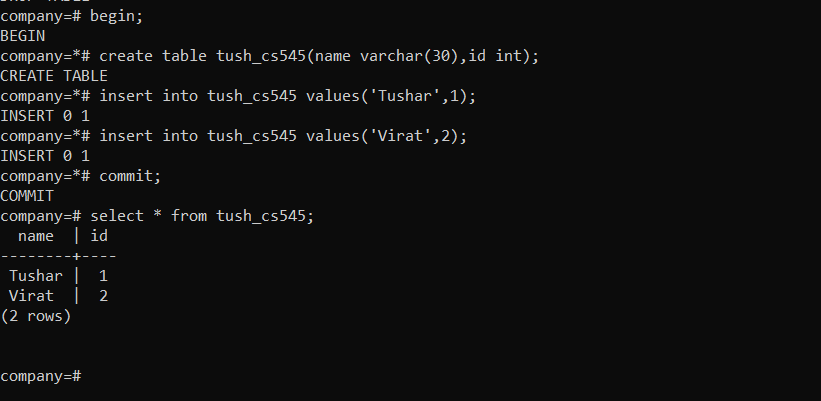 company=# begin;
BEGIN
company=*# create table tush_cs545(name varchar(30),id int);
CREATE TABLE
company=*# insert into tush_cs545 values('Tushar',1);
INSERT 0 1
company=*# insert into tush_cs545 values('Virat',2);
INSERT 0 1
company=*# commit;
COMMIT
company=# select * from tush_cs545;
  name  | id
--------+----
 Tushar |  1
 Virat  |  2
(2 rows)
company=#